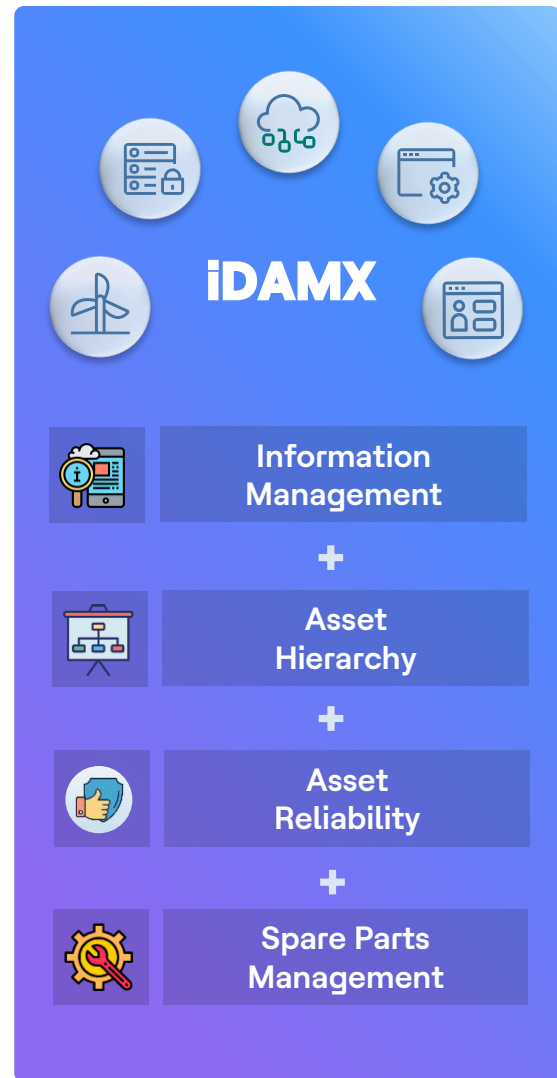 iDAMX
Information
Management
+
Asset
Hierarchy
+
Asset
Reliability
+
Spare Parts
Management